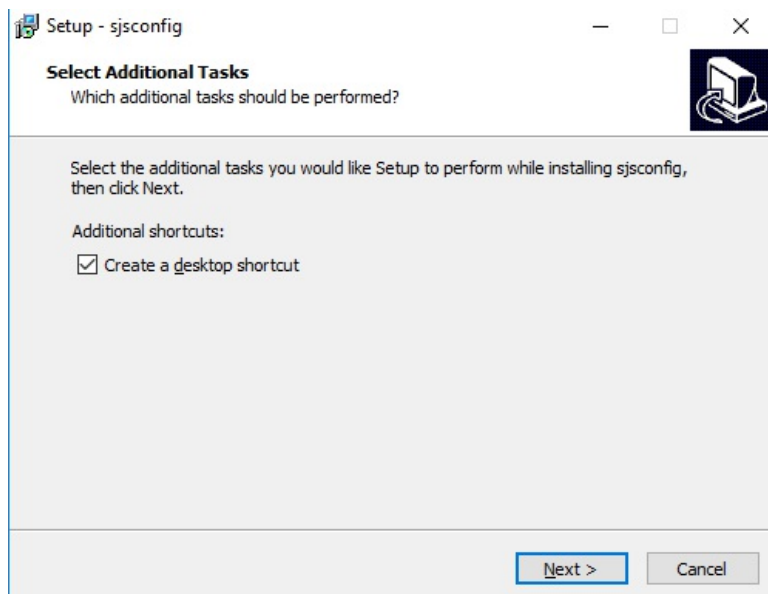 Setup - sjsconfig
Select Additional Tasks
Which additional tasks should be performed?
Select the additional tasks you would like Setup to perform while installing sjsconfig,
then click Next.
Additional shortcuts:
Create a desktop shortcut
Next >
Cancel